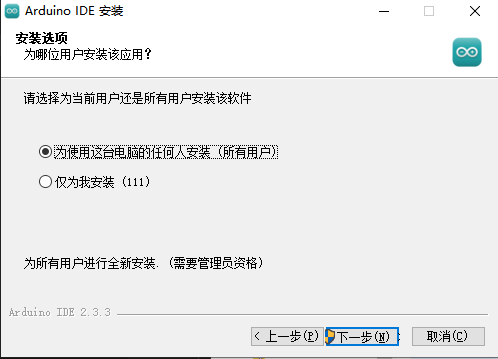 Arduino IDE 安装
安装选项
为哪位用户安装该应用？
请选择为当前用户还是所有用户安装该软件
为使用这台电脑的任何人安装（所有用户）
仅为我安装（111）
为所有用户进行全新安装.（需要管理员资格）
Arduino IDE 2.3.3
< 上一步(P)
下一步(N)
取消(C)